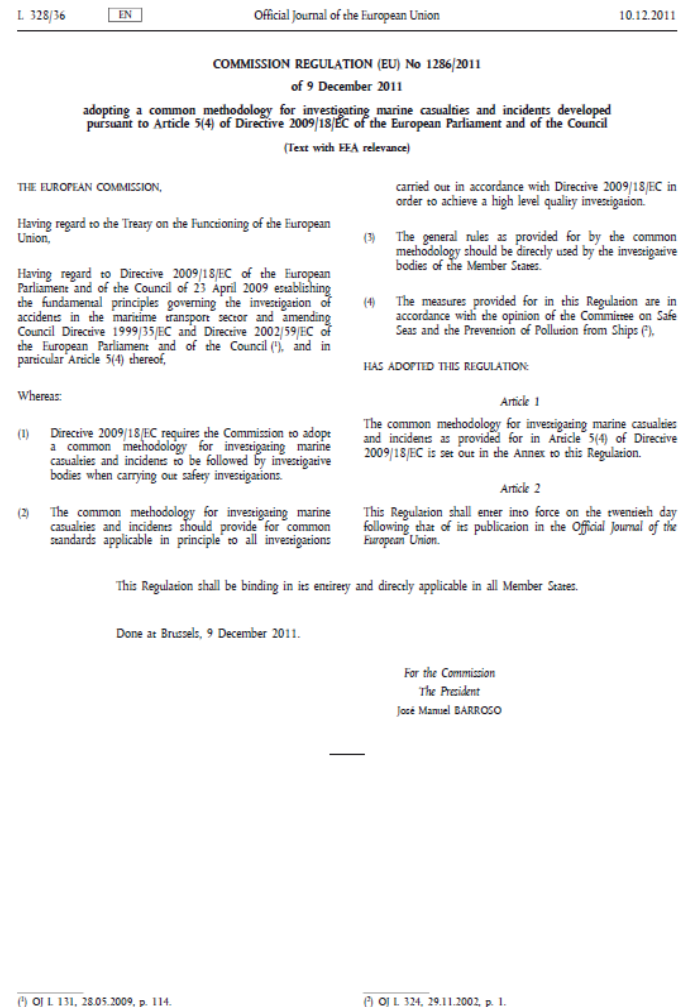 L 328/36
EN
Official Journal of the European Union
10.12.2011
COMMISSION REGULATION (EU) No 1286/2011
of 9 December 2011
adopting a common methodology for investigating marine casualties and incidents developed
pursuant to Article 5(4) of Directive 2009/18/EC of the European Parliament and of the Council
(Text with EEA relevance)
THE EUROPEAN COMMISSION,
Having regard to the Treaty on the Functioning of the European
Union,
Having regard to Directive 2009/18/EC of the European
Parliament and of the Council of 23 April 2009 establishing
the fundamental principles governing the investigation of
accidents in the maritime transport sector and amending
Council Directive 1999/35/EC and Directive 2002/59/EC of
the European Parliament and of the Council (¹), and in
particular Article 5(4) thereof,
Whereas:
(1) Directive 2009/18/EC requires the Commission to adopt
a common methodology for investigating marine
casualties and incidents to be followed by investigative
bodies when carrying out safety investigations.
(2) The common methodology for investigating marine
casualties and incidents should provide for common
standards applicable in principle to all investigations
carried out in accordance with Directive 2009/18/EC in
order to achieve a high level quality investigation.
(3) The general rules as provided for by the common
methodology should be directly used by the investigative
bodies of the Member States.
(4) The measures provided for in this Regulation are in
accordance with the opinion of the Committee on Safe
Seas and the Prevention of Pollution from Ships (²),
HAS ADOPTED THIS REGULATION:
Article 1
The common methodology for investigating marine casualties
and incidents as provided for in Article 5(4) of Directive
2009/18/EC is set out in the Annex to this Regulation.
Article 2
This Regulation shall enter into force on the twentieth day
following that of its publication in the Official Journal of the
European Union.
This Regulation shall be binding in its entirety and directly applicable in all Member States.
Done at Brussels, 9 December 2011.
For the Commission
The President
José Manuel BARROSO
(¹) OJ L 131, 28.05.2009, p. 114.
(²) OJ L 324, 29.11.2002, p. 1.